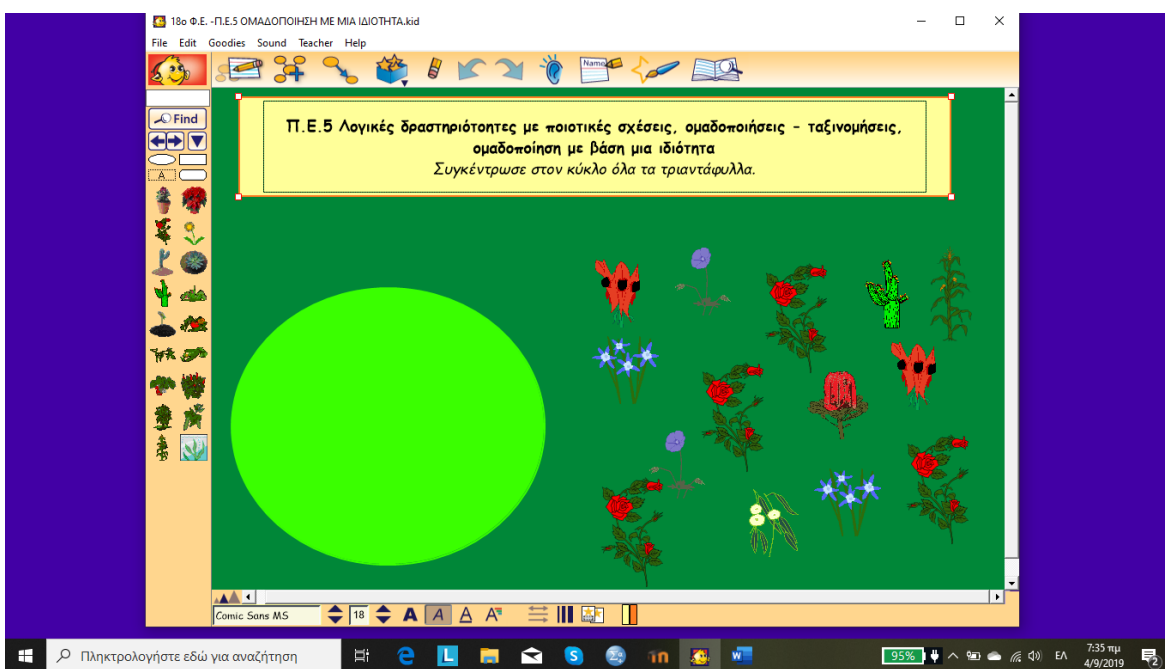 18ο Φ.Ε. -Π.Ε.5 ΟΜΑΔΟΠΟΙΗΣΗ ΜΕ ΜΙΑ ΙΔΙΟΤΗΤΑ.kid
File Edit Goodies Sound Teacher Help
Name
Find
A
Π.Ε.5 Λογικές δραστηριότοητες με ποιοτικές σχέσεις, ομαδοποιήσεις - ταξινομήσεις,
ομαδοποίηση με βάση μια ιδιότητα
Συγκέντρωσε στον κύκλο όλα τα τριαντάφυλλα.
Comic Sans MS 18 A A A A
Πληκτρολογήστε εδώ για αναζήτηση
95% ΕΛ 7:35 πμ
4/9/2019